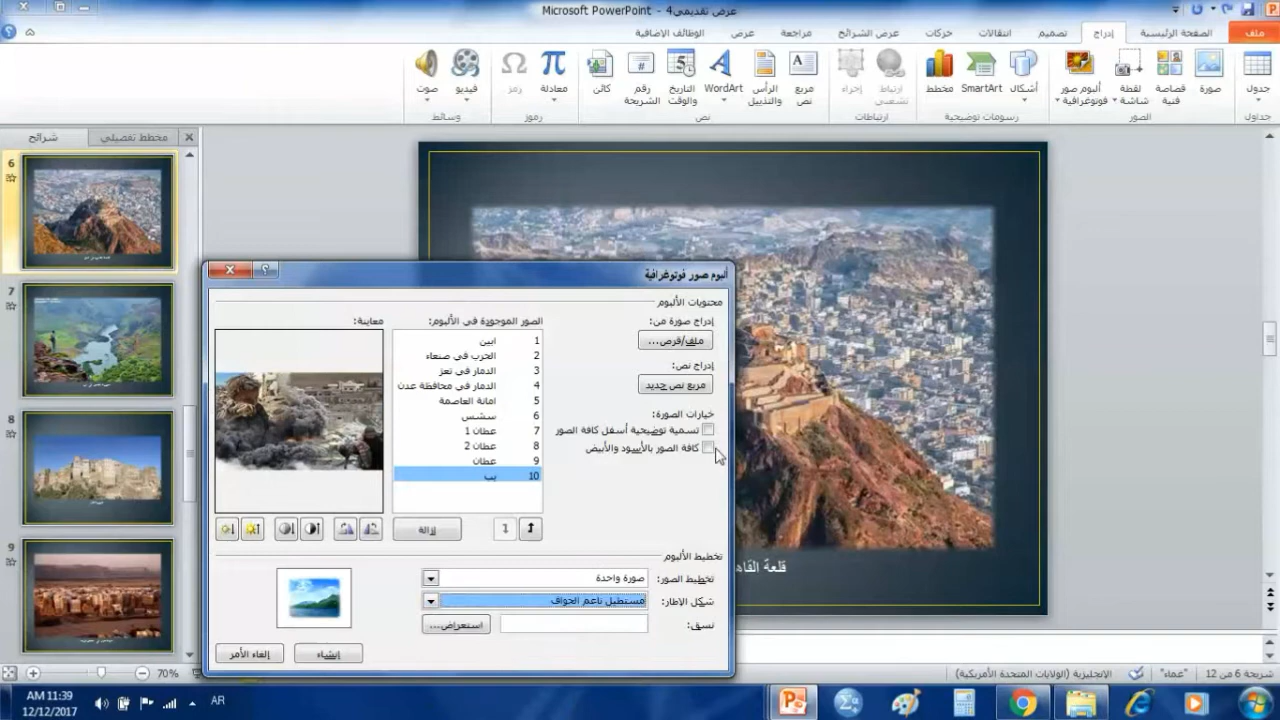 عرض تقديمي4 - Microsoft PowerPoint
ملف
الصفحة الرئيسية
إدراج
تصميم
انتقالات
حركات
عرض الشرائح
مراجعة
عرض
الوظائف الإضافية
جدول
صورة
قصاصة فنية
لقطة شاشة
ألبوم صور فوتوغرافية
أشكال
SmartArt
مخطط
ارتباط تشعبي
إجراء
مربع نص
الرأس والتذييل
WordArt
التاريخ والوقت
رقم الشريحة
كائن
معادلة
رمز
فيديو
صوت
جداول
الصور
رسومات توضيحية
ارتباطات
نص
رموز
وسائط
شرائح
مخطط تفصيلي
6
7
8
9
ألبوم صور فوتوغرافية
محتويات الألبوم
إدراج صورة من:
ملف/قرص...
إدراج نص:
مربع نص جديد
خيارات الصورة:
تسمية توضيحية أسفل كافة الصور
كافة الصور بالأسود والأبيض
الصور الموجودة في الألبوم:
1 ابين
2 الحرب في صنعاء
3 الدمار في تعز
4 الدمار في محافظة عدن
5 امانة العاصمة
6 سشسس
7 عطان 1
8 عطان 2
9 عطان
10 يب
معاينة:
إزالة
تخطيط الألبوم
تخطيط الصور: صورة واحدة
شكل الإطار: مستطيل ناعم الحواف
نسق: استعراض...
إنشاء
إلغاء الأمر
قلعة القاه
شريحة 6 من 12
"عماء"
الإنجليزية (الولايات المتحدة الأمريكية)
70%
AR
11:39 AM
12/12/2017